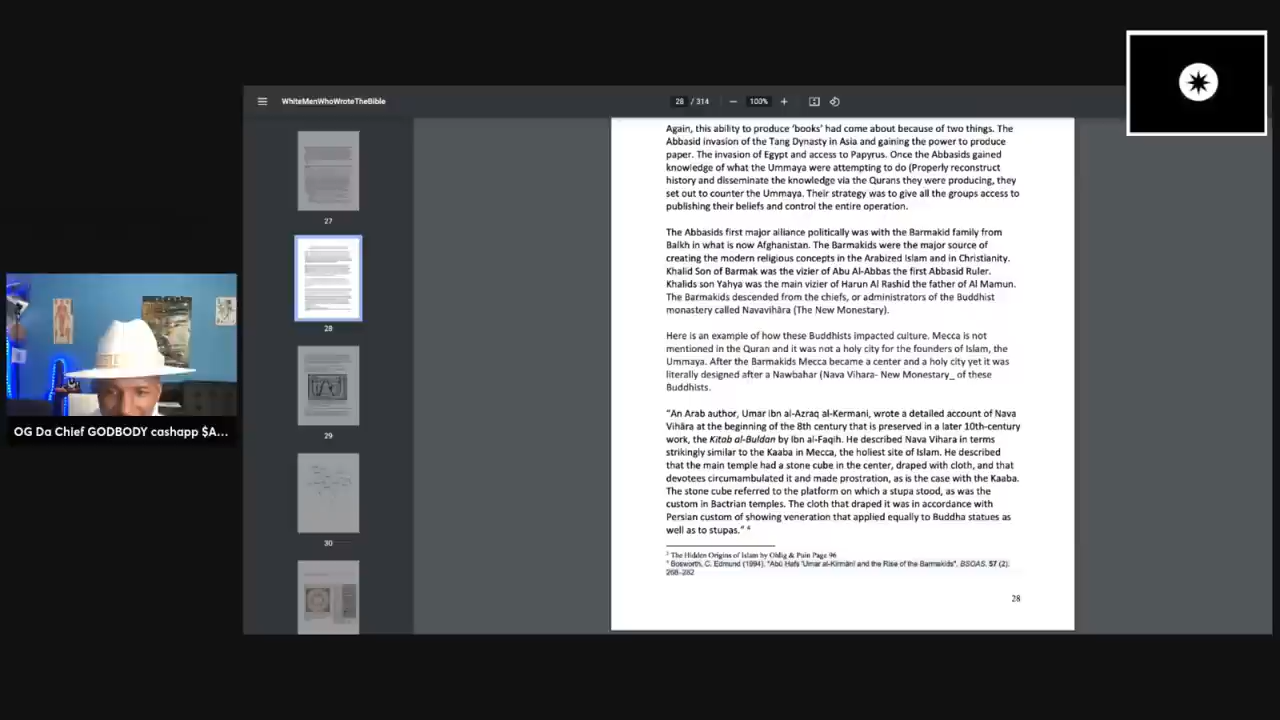 WhiteMenWhoWroteTheBible
28 / 314
100%
27
28
29
30
Again, this ability to produce 'books' had come about because of two things. The
Abbasid invasion of the Tang Dynasty in Asia and gaining the power to produce
paper. The invasion of Egypt and access to Papyrus. Once the Abbasids gained
knowledge of what the Ummaya were attempting to do (Properly reconstruct
history and disseminate the knowledge via the Qurans they were producing, they
set out to counter the Ummaya. Their strategy was to give all the groups access to
publishing their beliefs and control the entire operation.
The Abbasids first major alliance politically was with the Barmakid family from
Balkh in what is now Afghanistan. The Barmakids were the major source of
creating the modern religious concepts in the Arabized Islam and in Christianity.
Khalid Son of Barmak was the vizier of Abu Al-Abbas the first Abbasid Ruler.
Khalids son Yahya was the main vizier of Harun Al Rashid the father of Al Mamun.
The Barmakids descended from the chiefs, or administrators of the Buddhist
monastery called Navavihāra (The New Monestary).
Here is an example of how these Buddhists impacted culture. Mecca is not
mentioned in the Quran and it was not a holy city for the founders of Islam, the
Ummaya. After the Barmakids Mecca became a center and a holy city yet it was
literally designed after a Nawbahar (Nava Vihara- New Monestary_ of these
Buddhists.
"An Arab author, Umar ibn al-Azraq al-Kermani, wrote a detailed account of Nava
Vihāra at the beginning of the 8th century that is preserved in a later 10th-century
work, the Kitab al-Buldan by Ibn al-Faqih. He described Nava Vihara in terms
strikingly similar to the Kaaba in Mecca, the holiest site of Islam. He described
that the main temple had a stone cube in the center, draped with cloth, and that
devotees circumambulated it and made prostration, as is the case with the Kaaba.
The stone cube referred to the platform on which a stupa stood, as was the
custom in Bactrian temples. The cloth that draped it was in accordance with
Persian custom of showing veneration that applied equally to Buddha statues as
well as to stupas." 4
3 The Hidden Origins of Islam by Ohlig & Puin Page 96
4 Bosworth, C. Edmund (1994). "Abū Hafs 'Umar al-Kirmānī and the Rise of the Barmakids". BSOAS. 57 (2):
268–282
28
OG Da Chief GODBODY cashapp $A...